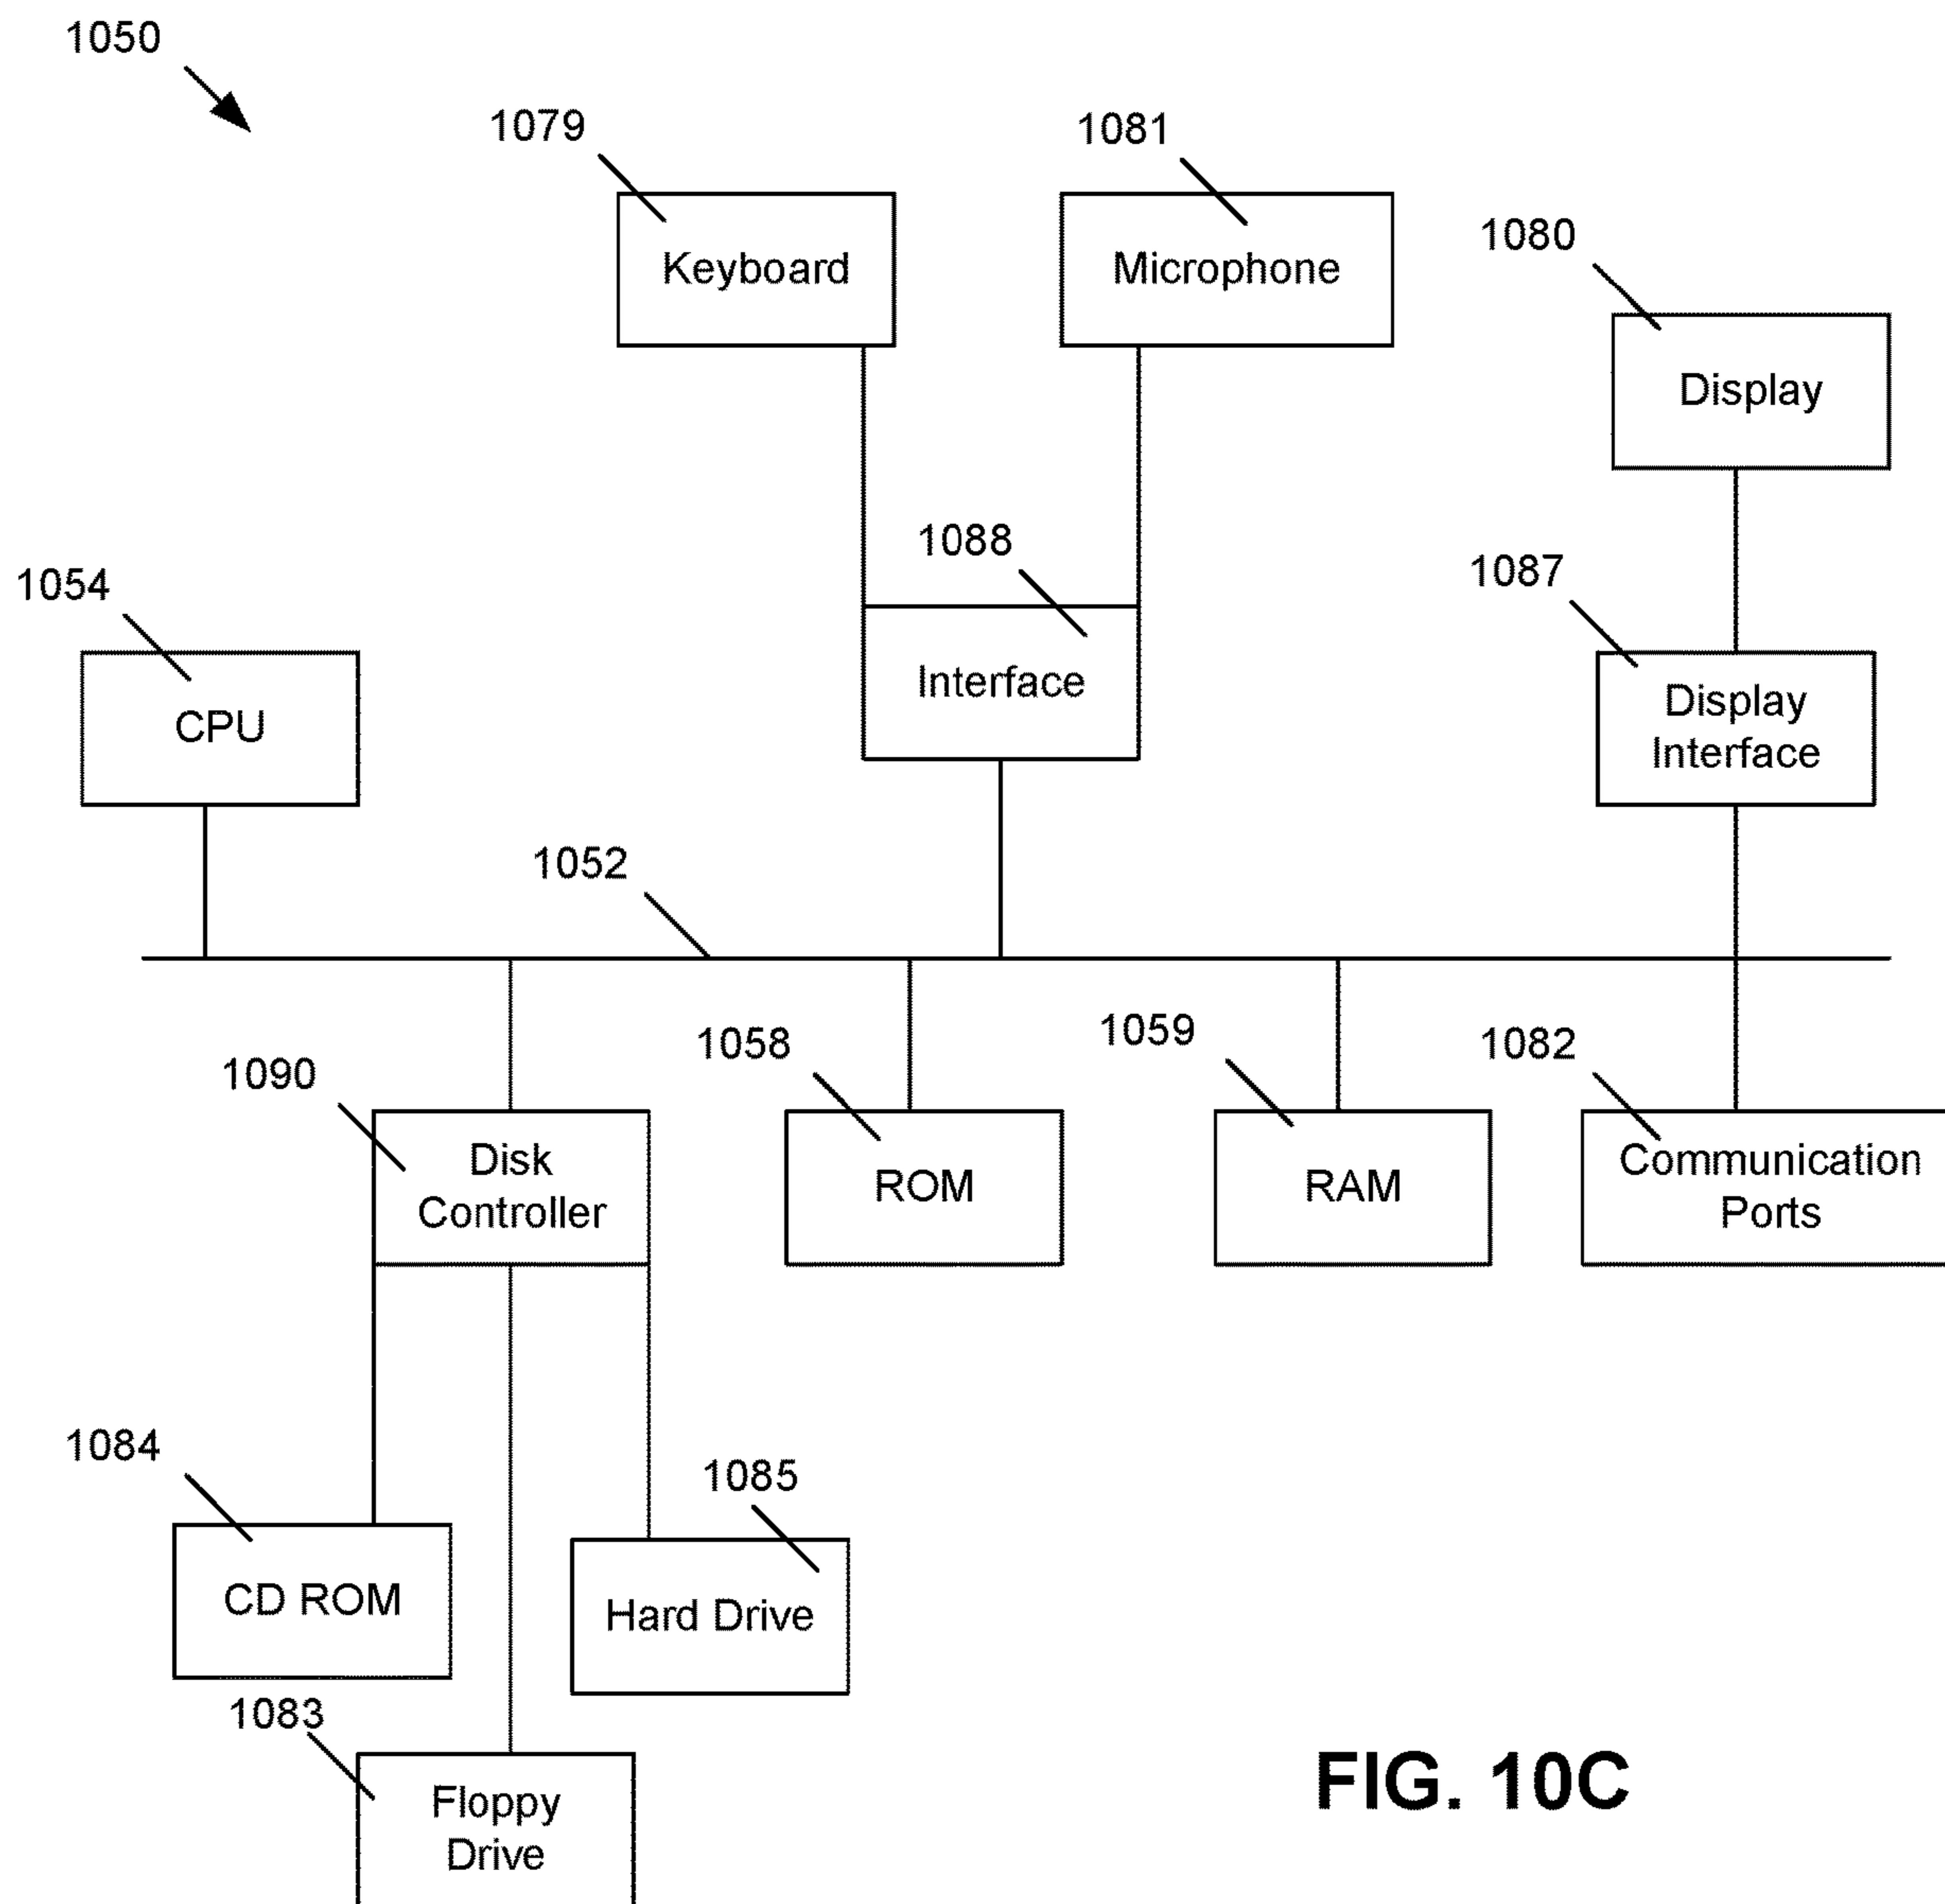 1050
1079
1081
Keyboard
Microphone
1080
Display
1088
1087
1054
Interface
Display
Interface
CPU
1052
1090
1058
1059
1082
Disk
Controller
ROM
RAM
Communication
Ports
1084
1085
CD ROM
Hard Drive
1083
Floppy
Drive
FIG. 10C